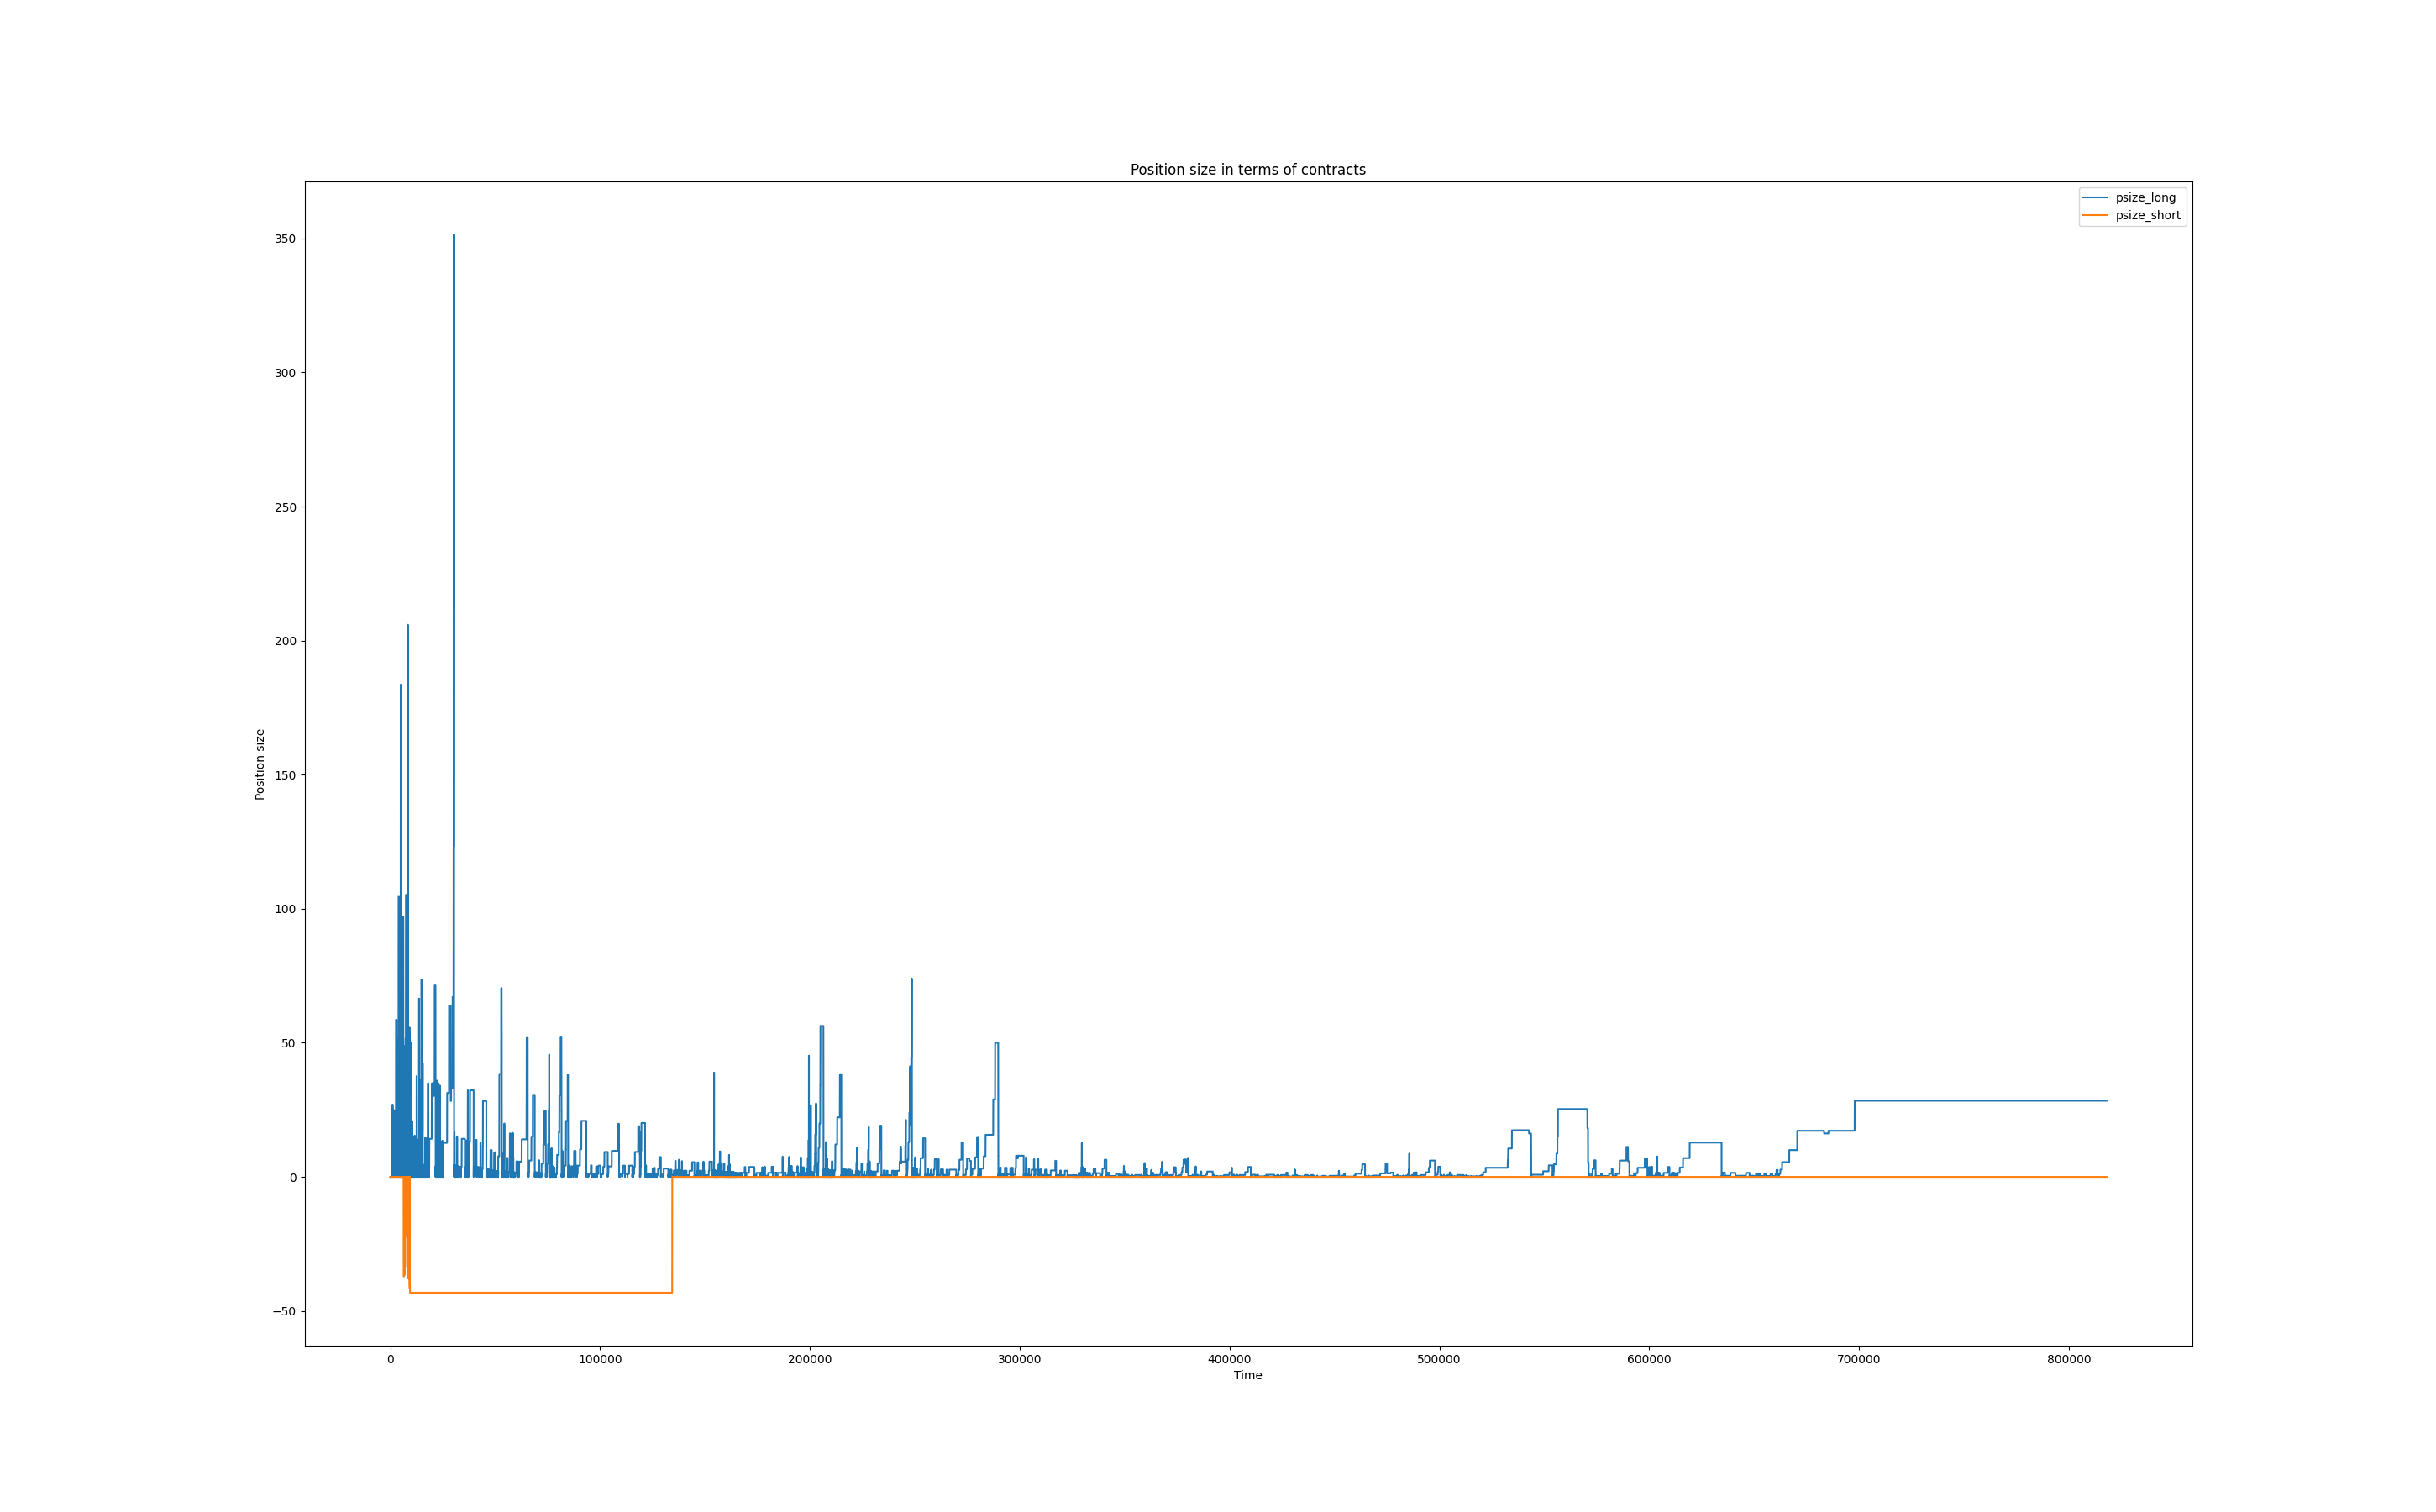 Position size in terms of contracts
psize_long
psize_short
350
300
250
200
150
100
50
0
−50
Position size
0 100000 200000 300000 400000 500000 600000 700000 800000
Time